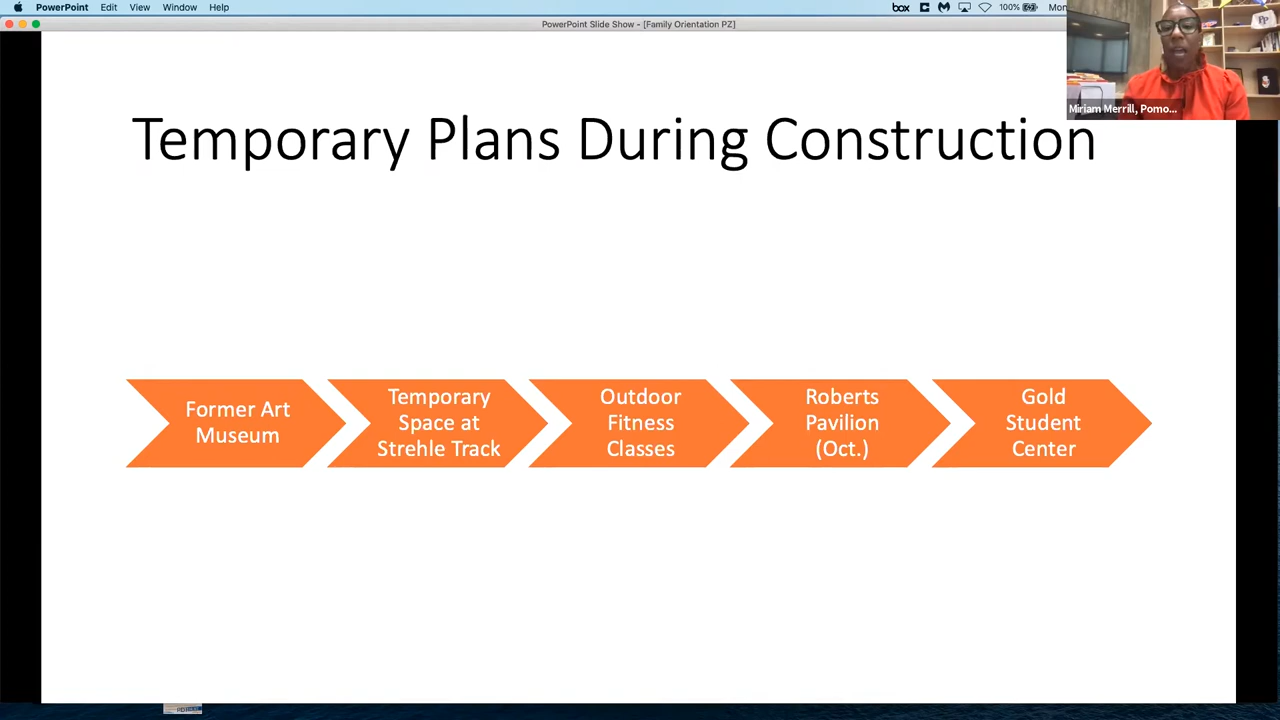 PowerPoint Edit View Window Help
box
100%
Mon
PowerPoint Slide Show - [Family Orientation PZ]
Miriam Merrill, Pomo...
Temporary Plans During Construction
Former Art
Museum
Temporary
Space at
Strehle Track
Outdoor
Fitness
Classes
Roberts
Pavilion
(Oct.)
Gold
Student
Center